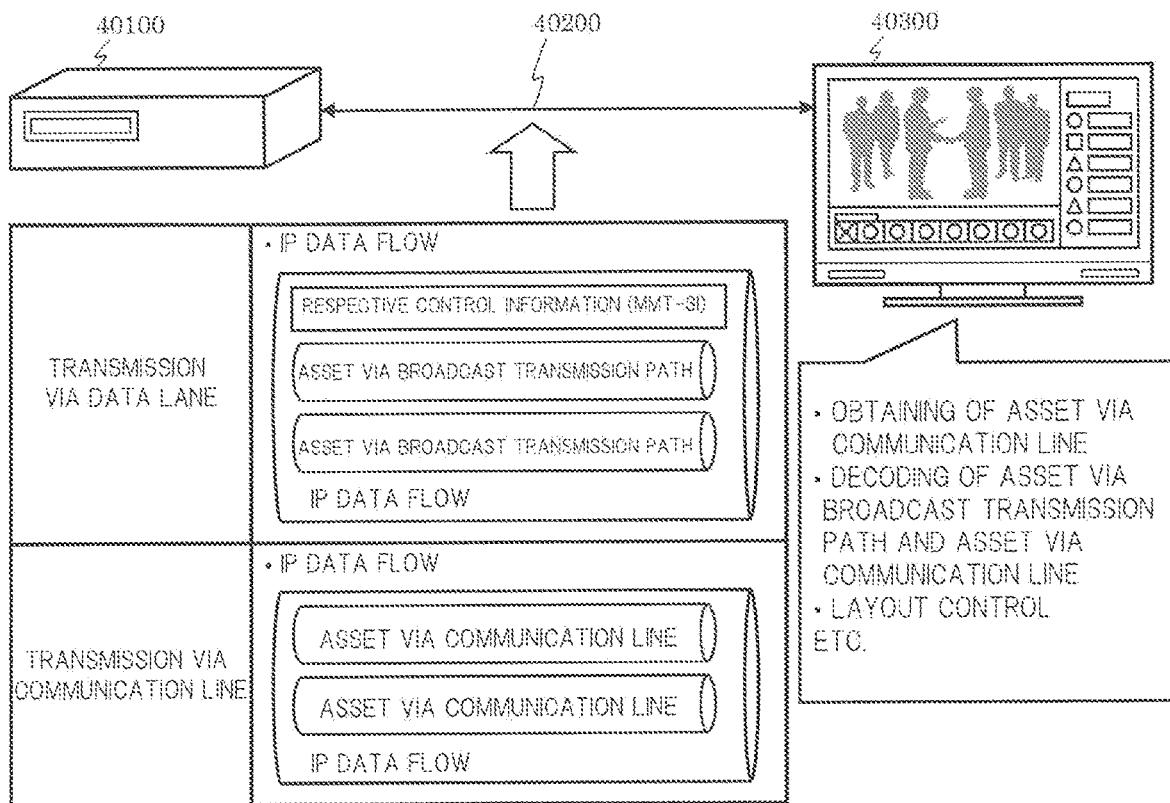 40100
40200
40300
TRANSMISSION
VIA DATA LANE
• IP DATA FLOW
RESPECTIVE CONTROL INFORMATION (MMT-SI)
ASSET VIA BROADCAST TRANSMISSION PATH
ASSET VIA BROADCAST TRANSMISSION PATH
IP DATA FLOW
TRANSMISSION VIA
COMMUNICATION LINE
• IP DATA FLOW
ASSET VIA COMMUNICATION LINE
ASSET VIA COMMUNICATION LINE
IP DATA FLOW
• OBTAINING OF ASSET VIA
COMMUNICATION LINE
• DECODING OF ASSET VIA
BROADCAST TRANSMISSION
PATH AND ASSET VIA
COMMUNICATION LINE
• LAYOUT CONTROL
ETC.